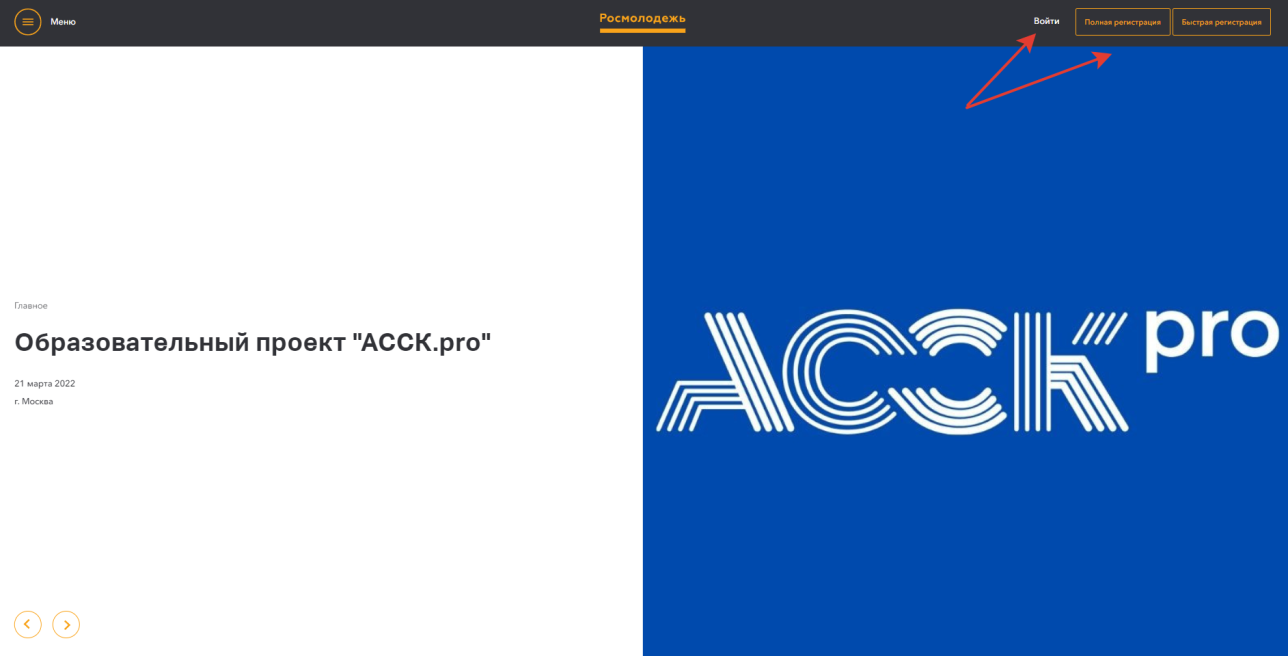 Меню
Росмолодежь
Войти
Полная регистрация
Быстрая регистрация
Главное
Образовательный проект "АССК.pro"
21 марта 2022
г. Москва
АССК pro